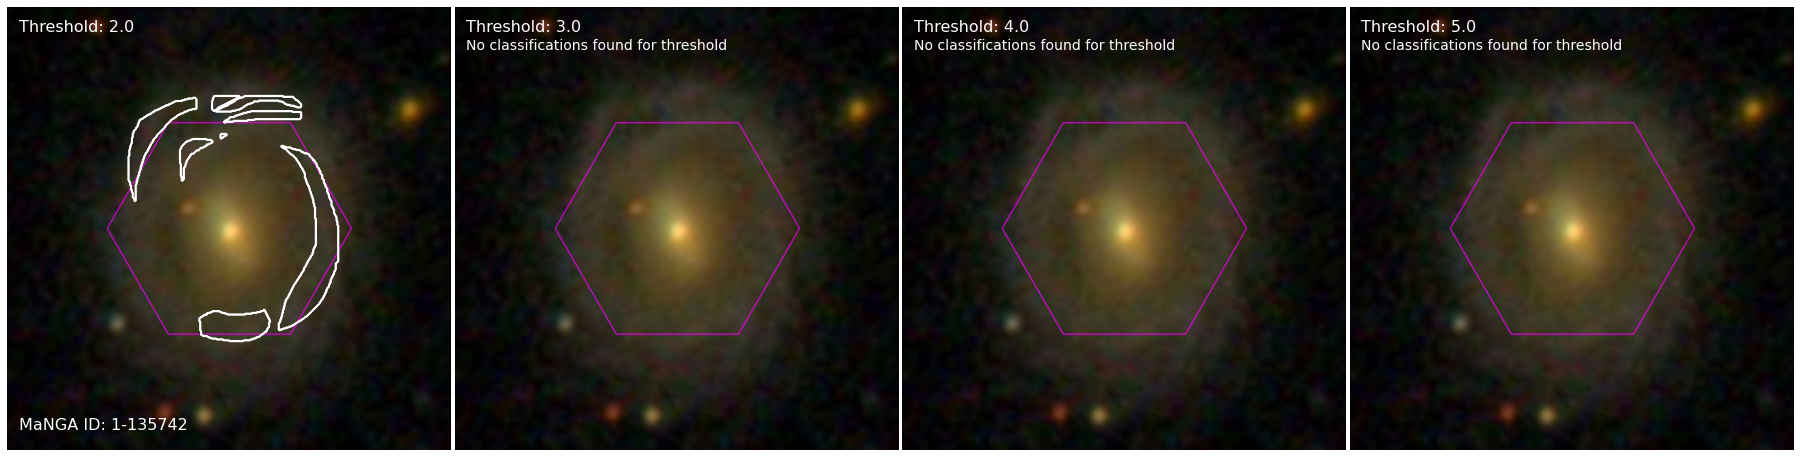 Threshold: 2.0
MaNGA ID: 1-135742
Threshold: 3.0
No classifications found for threshold
Threshold: 4.0
No classifications found for threshold
Threshold: 5.0
No classifications found for threshold